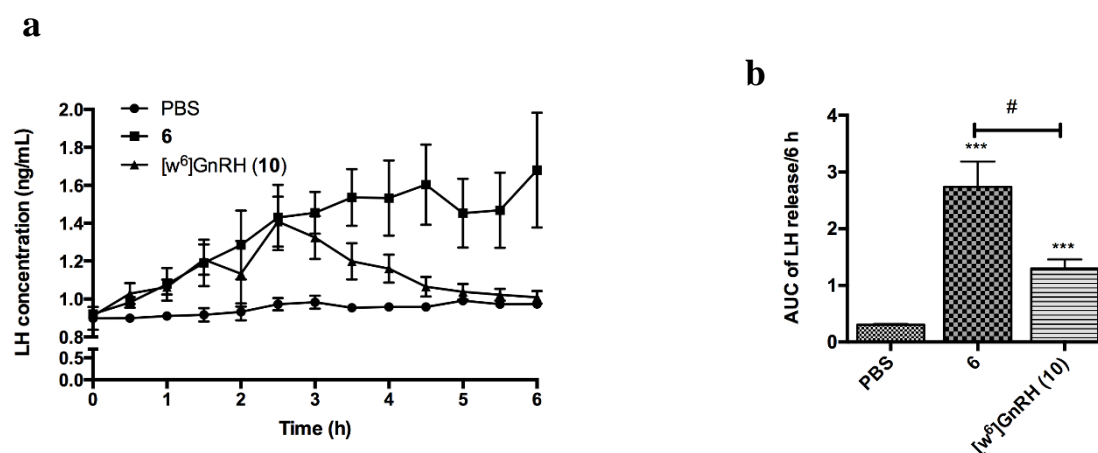 a
PBS
6
[w⁶]GnRH (10)
LH concentration (ng/mL)
2.0
1.8
1.6
1.4
1.2
1.0
0.8
0.5
0.0
0 1 2 3 4 5 6
Time (h)
b
#
***
***
AUC of LH release/6 h
4
3
2
1
0
PBS
6
[w⁶]GnRH (10)